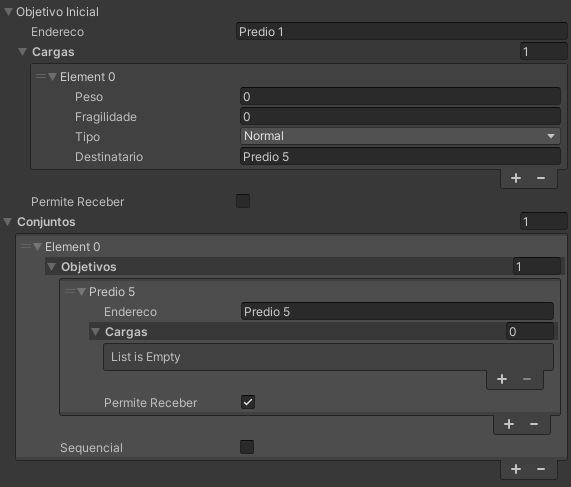 Objetivo Inicial
Endereco Predio 1
Cargas 1
Element 0
Peso 0
Fragilidade 0
Tipo Normal
Destinatario Predio 5
+ −
Permite Receber
Conjuntos 1
Element 0
Objetivos 1
Predio 5
Endereco Predio 5
Cargas 0
List is Empty
+ −
Permite Receber
+ −
Sequencial
+ −